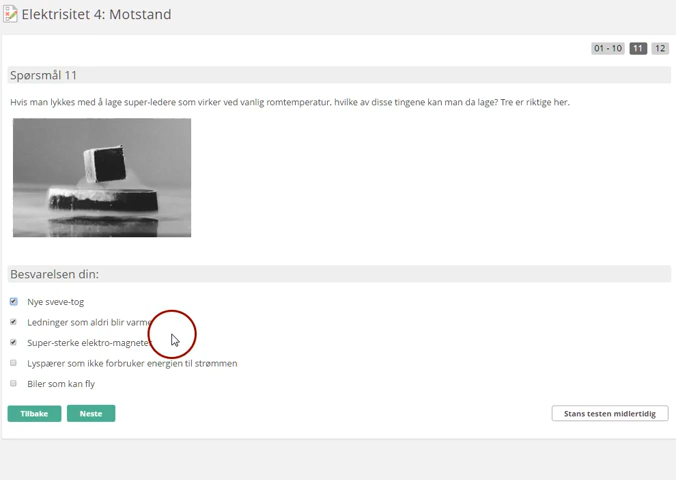 Elektrisitet 4: Motstand
01 - 10 11 12
Spørsmål 11
Hvis man lykkes med å lage super-ledere som virker ved vanlig romtemperatur, hvilke av disse tingene kan man da lage? Tre er riktige her.
Besvarelsen din:
Nye sveve-tog
Ledninger som aldri blir varme
Super-sterke elektro-magneter
Lyspærer som ikke forbruker energien til strømmen
Biler som kan fly
Tilbake Neste Stans testen midlertidig